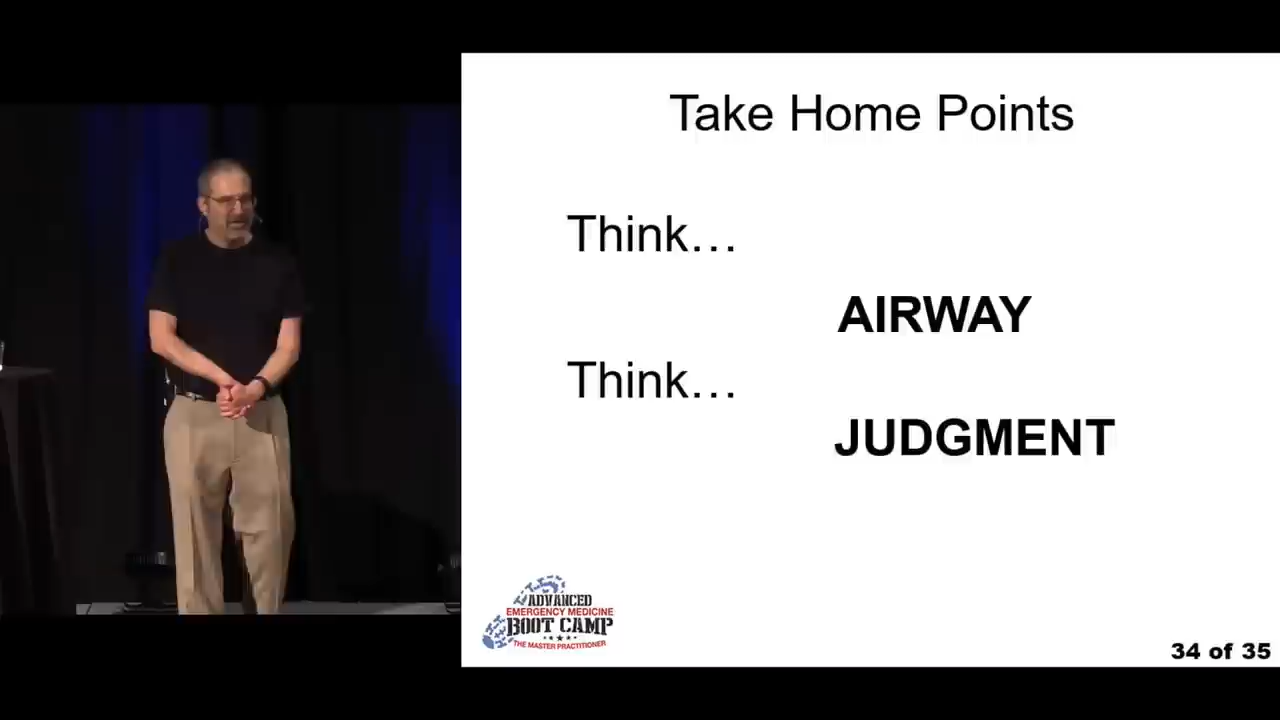 Take Home Points
Think…
AIRWAY
Think…
JUDGMENT
ADVANCED
EMERGENCY MEDICINE
BOOT CAMP
THE MASTER PRACTITIONER
34 of 35